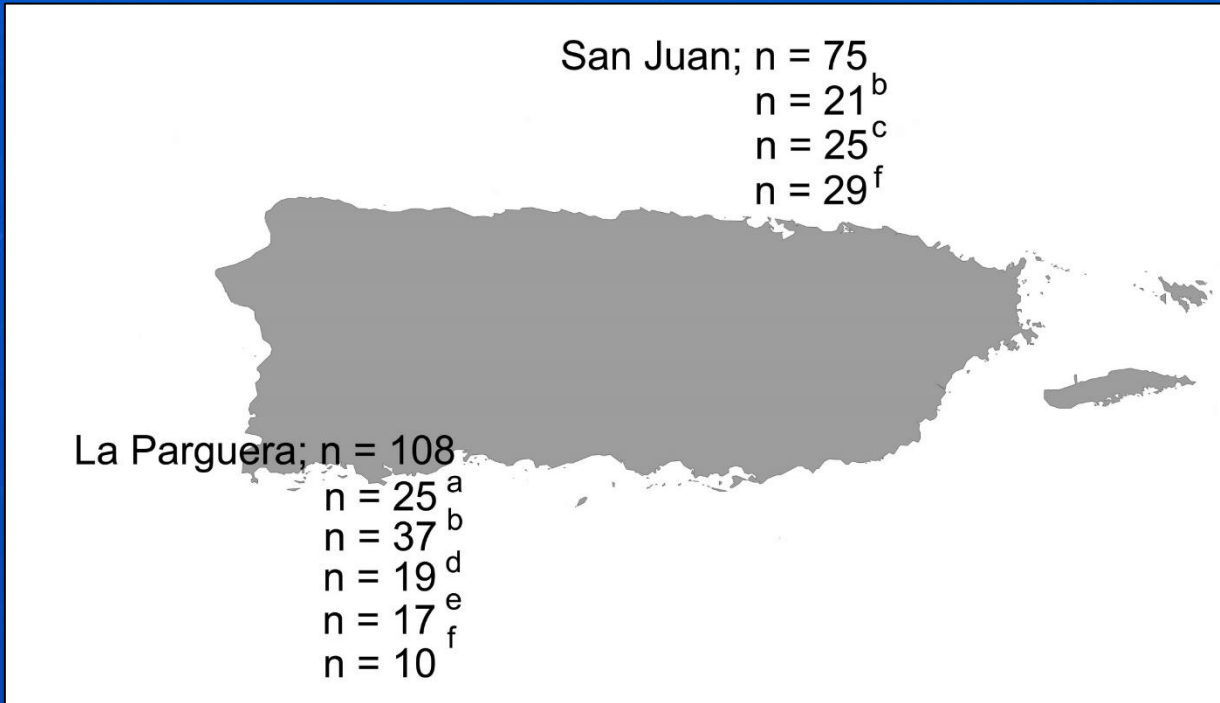 San Juan; n = 75
n = 21ᵇ
n = 25ᶜ
n = 29ᶠ
La Parguera; n = 108
n = 25ᵃ
n = 37ᵇ
n = 19ᵈ
n = 17ᵉ
n = 10ᶠ